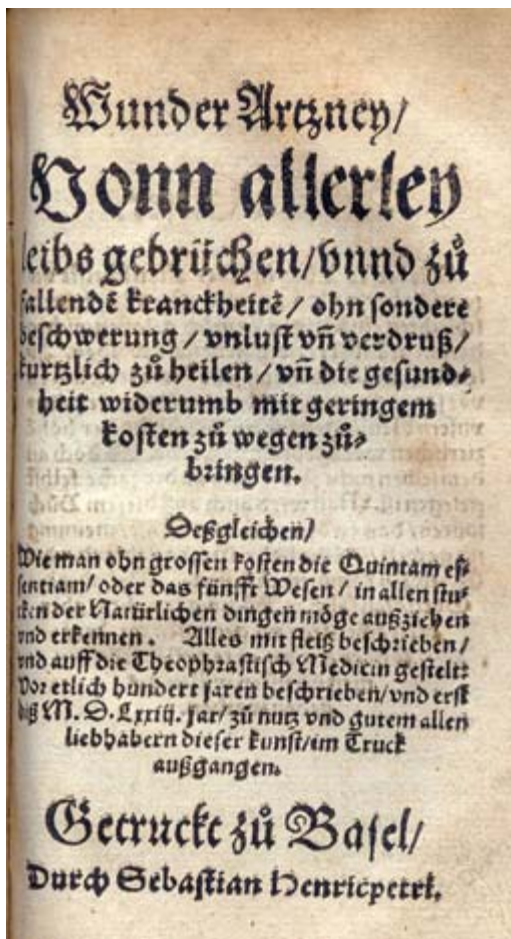 Wunder Artzney/
Vonn allerley
leibs gebrüchen/vnnd zů
fallendẽ kranckheitẽ/ ohn sondere
beschwerung / vnlust vñ verdruß/
kurtzlich zů heilen / vñ die gesund⸗
heit widerumb mit geringem
kosten zů wegen zů⸗
bringen.
Deßgleichen/
Wie man ohn grossen kosten die Quintam es⸗
sentiam/ oder das fünfft Wesen / in allen stu⸗
cken der Natürlichen dingen möge außziehen
vnd erkennen. Alles mit fleiß beschrieben /
vnd auff die Theophrastisch Medicin gestelt:
Vor etlich hundert jaren beschrieben/vnd erst
diß M. D. Lxxiij. jar/ zů nutz vnd gutem allen
liebhabern dieser kunst/im Truck
außgangen.
Getruckt zů Basel/
Durch Sebastian Henricpetri.